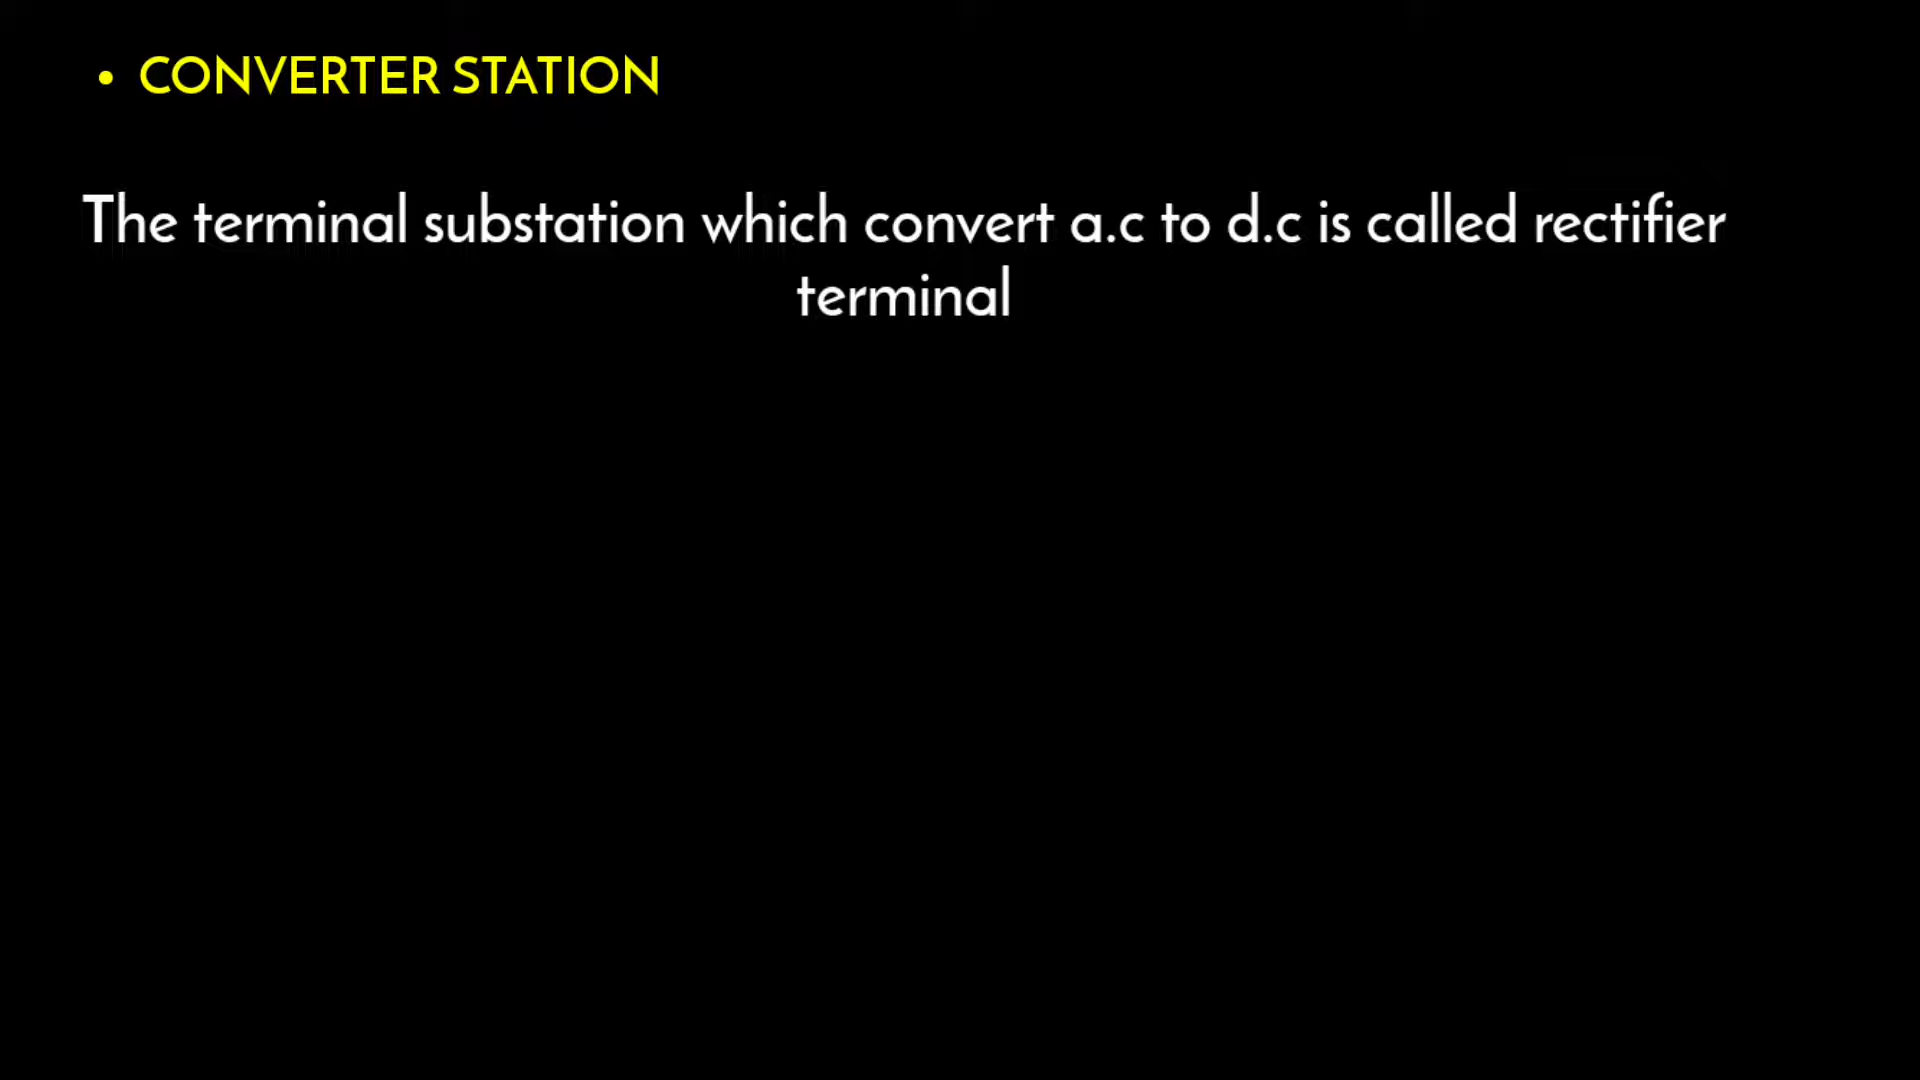 • CONVERTER STATION
The terminal substation which convert a.c to d.c is called rectifier
terminal